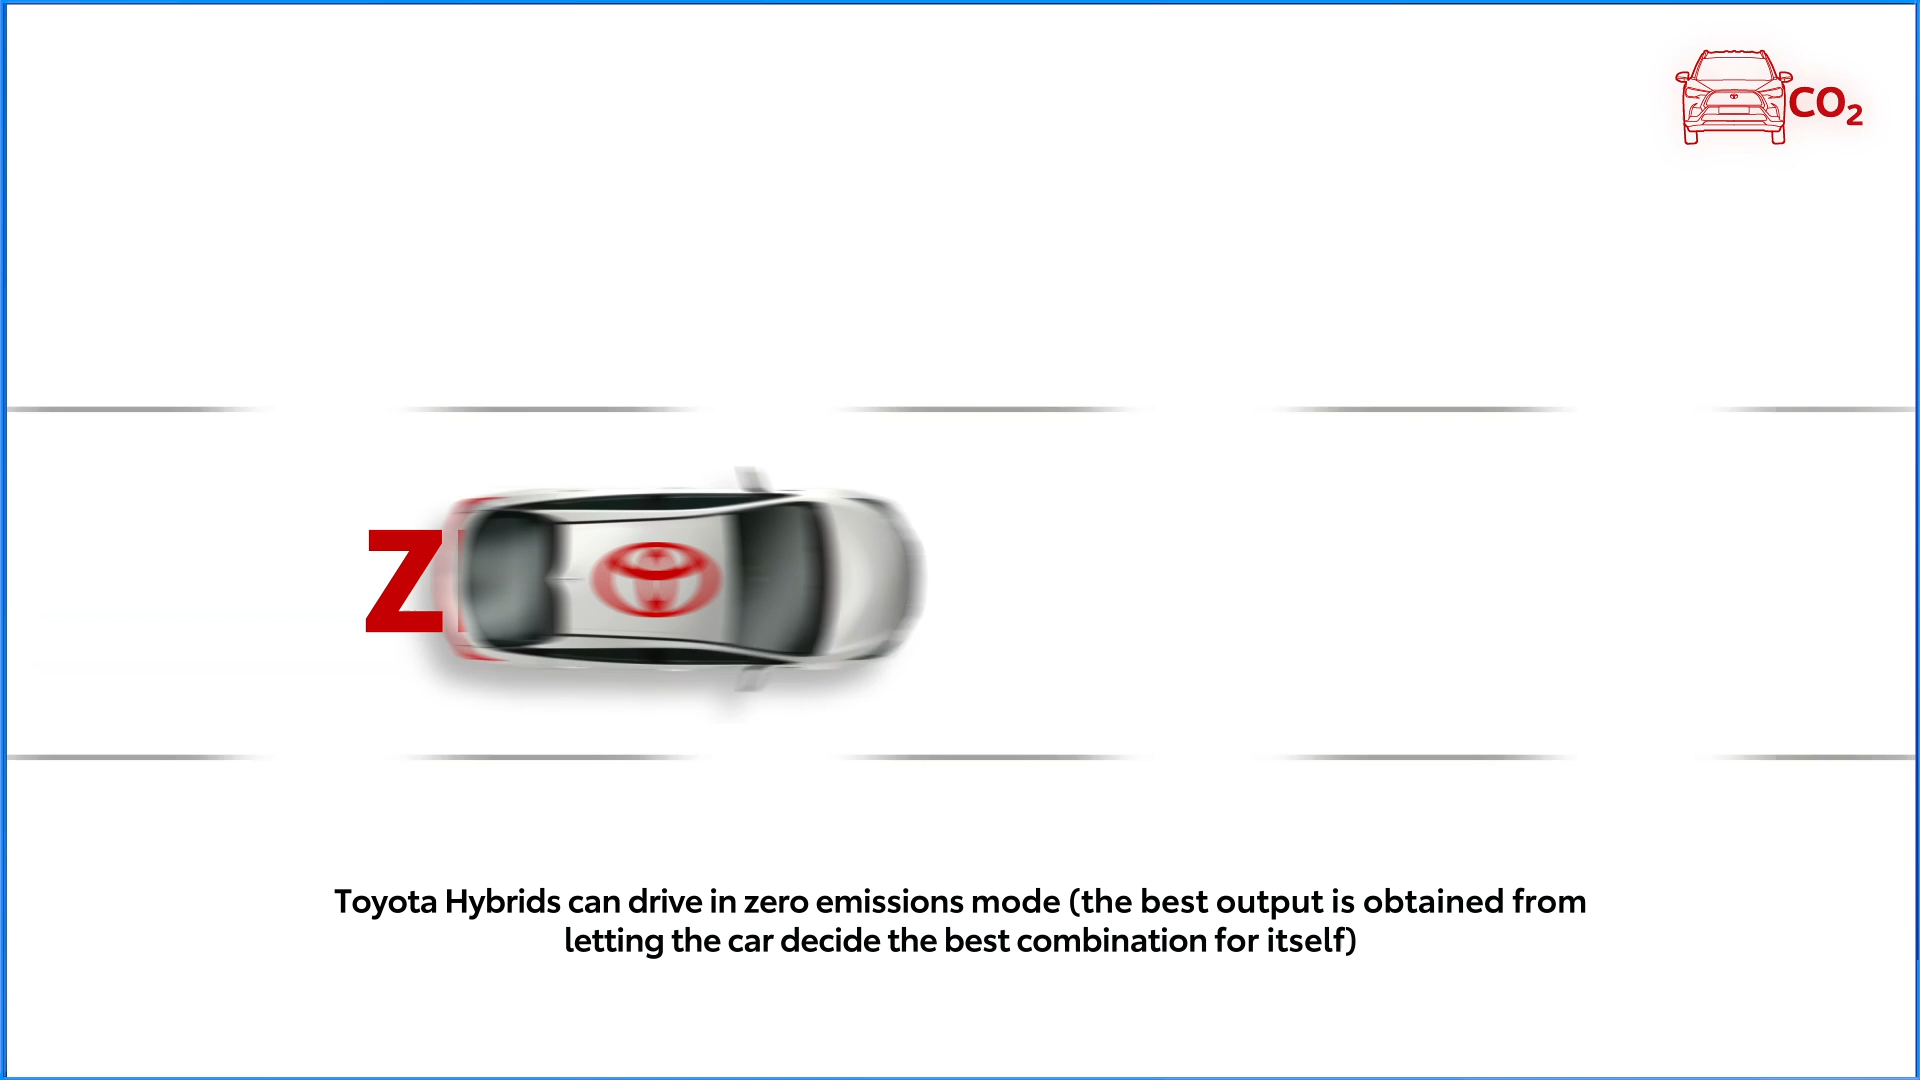 CO₂
Z
Toyota Hybrids can drive in zero emissions mode (the best output is obtained from
letting the car decide the best combination for itself)